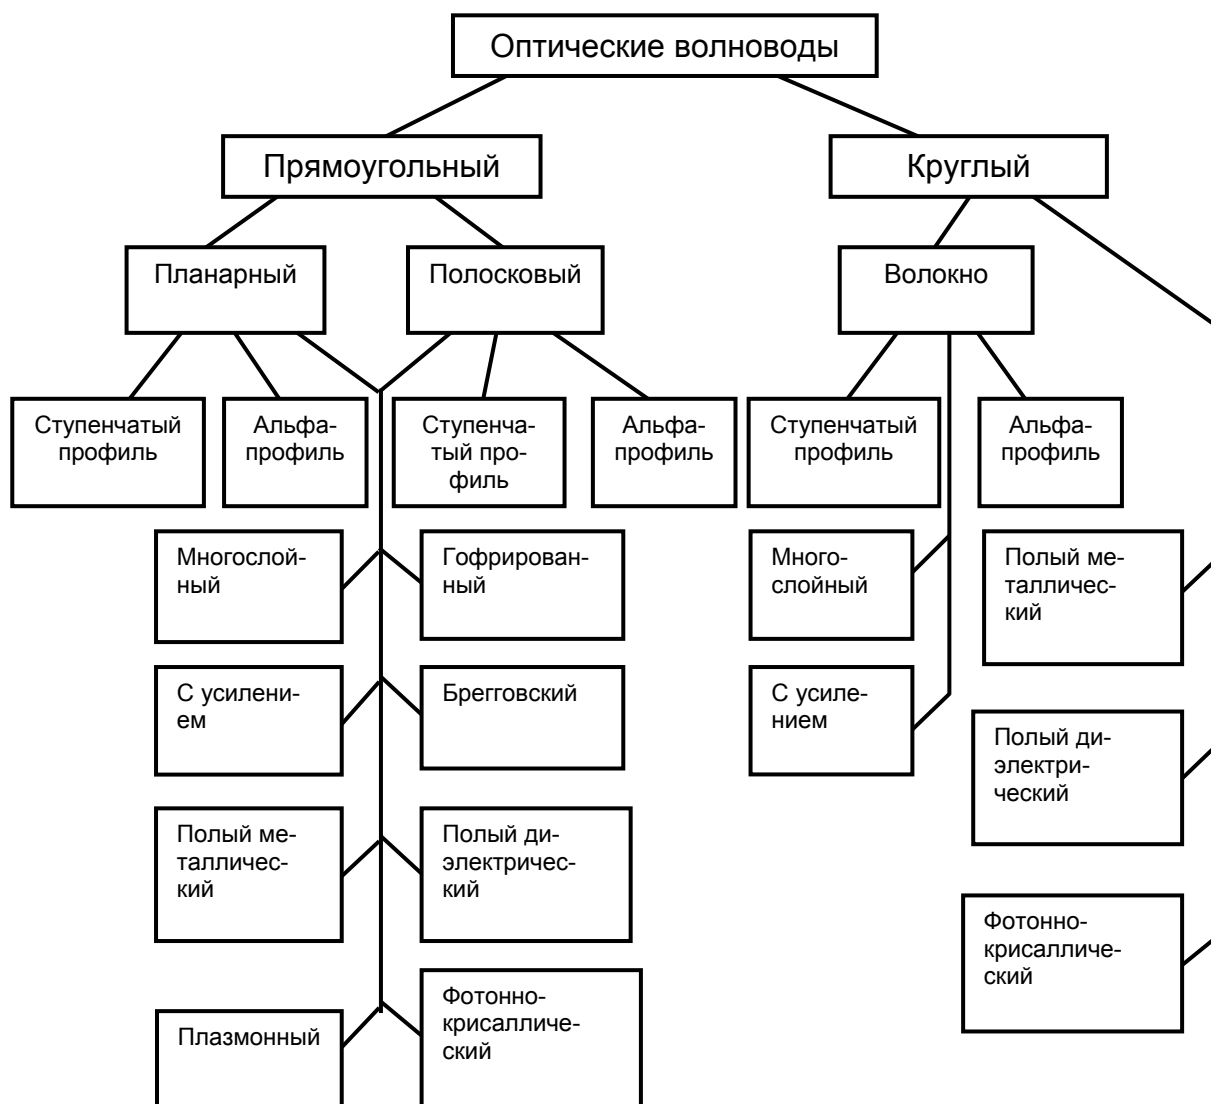 Оптические волноводы
Прямоугольный
Круглый
Планарный
Полосковый
Волокно
Ступенчатый
профиль
Альфа-
профиль
Ступенча-
тый про-
филь
Альфа-
профиль
Ступенчатый
профиль
Альфа-
профиль
Многослой-
ный
Гофрирован-
ный
Много-
слойный
Полый ме-
талличес-
кий
С усилени-
ем
Брегговский
С усиле-
нием
Полый ди-
электри-
ческий
Полый ме-
талличес-
кий
Полый ди-
электричес-
кий
Фотонно-
крисалличе-
ский
Плазмонный
Фотонно-
крисалличе-
ский